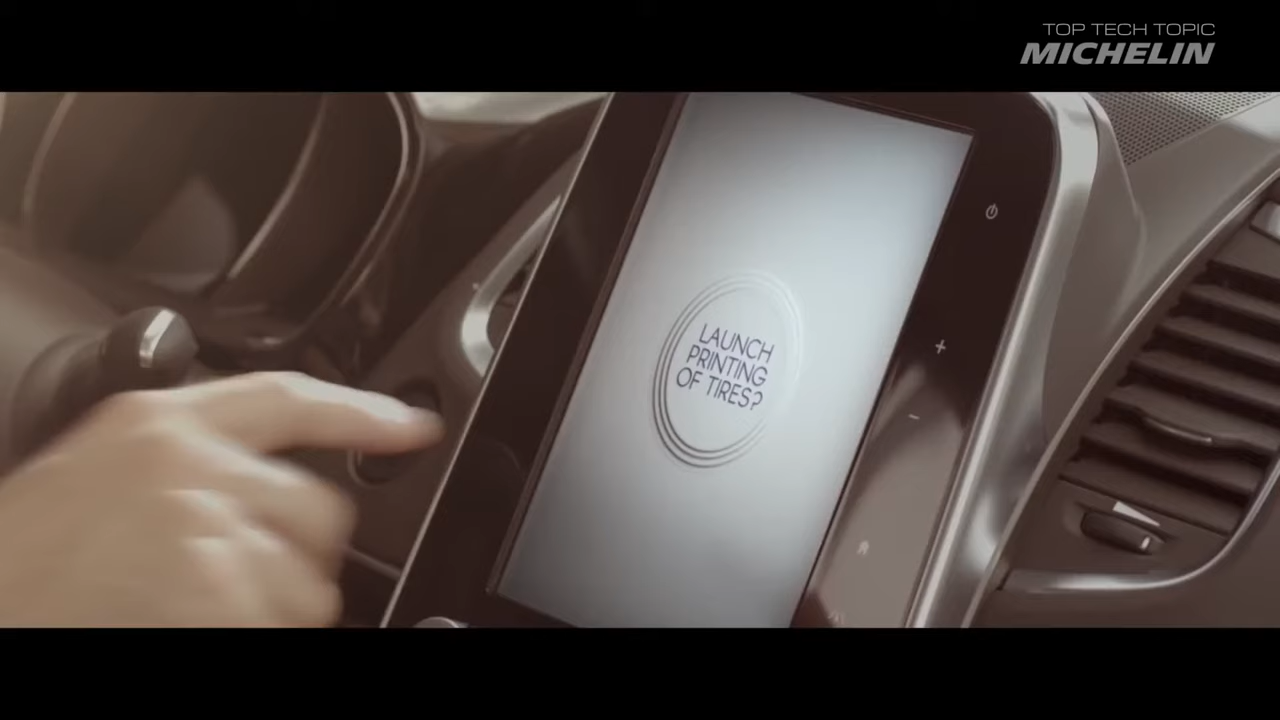 TOP TECH TOPIC
MICHELIN
LAUNCH
PRINTING
OF TIRES?